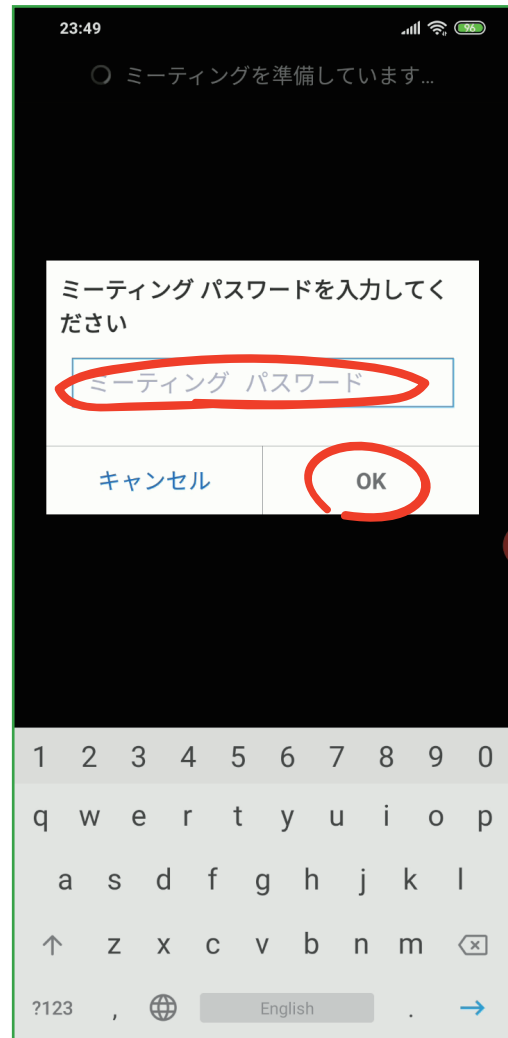 23:49
96
ミーティングを準備しています...
ミーティング パスワードを入力してく
ださい
ミーティング パスワード
キャンセル
OK
1 2 3 4 5 6 7 8 9 0
q w e r t y u i o p
a s d f g h j k l
z x c v b n m
?123 , English .